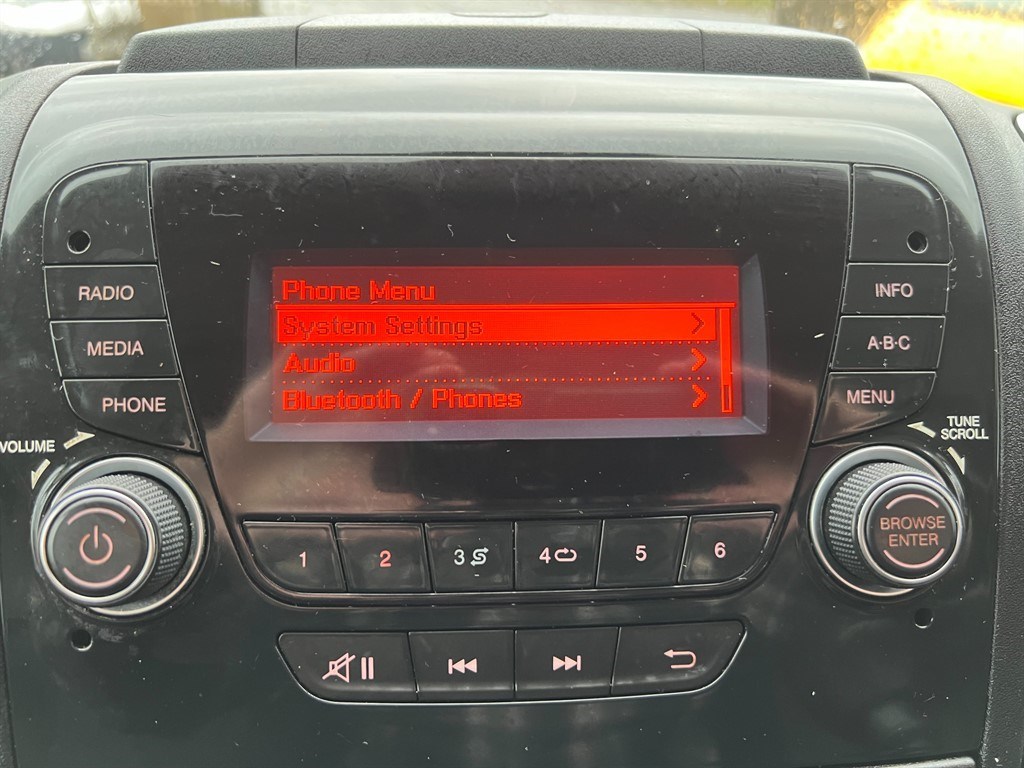 RADIO
MEDIA
PHONE
VOLUME
Phone Menu
System Settings
Audio
Bluetooth / Phones
INFO
A·B·C
MENU
TUNE
SCROLL
BROWSE
ENTER
1
2
3
4
5
6